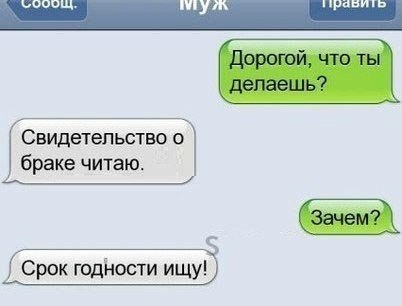 Сообщ.
Муж
Править
Дорогой, что ты
делаешь?
Свидетельство о
браке читаю.
Зачем?
S
Срок годности ищу!